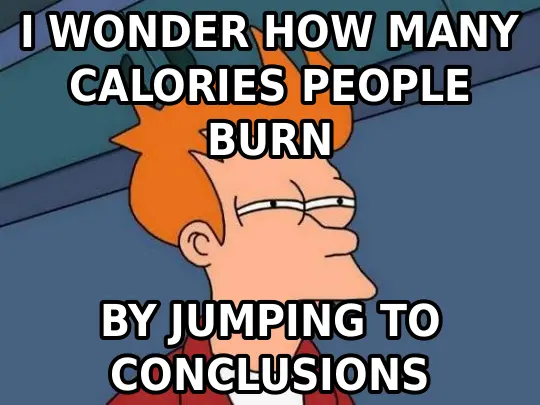 I WONDER HOW MANY
CALORIES PEOPLE
BURN
BY JUMPING TO
CONCLUSIONS